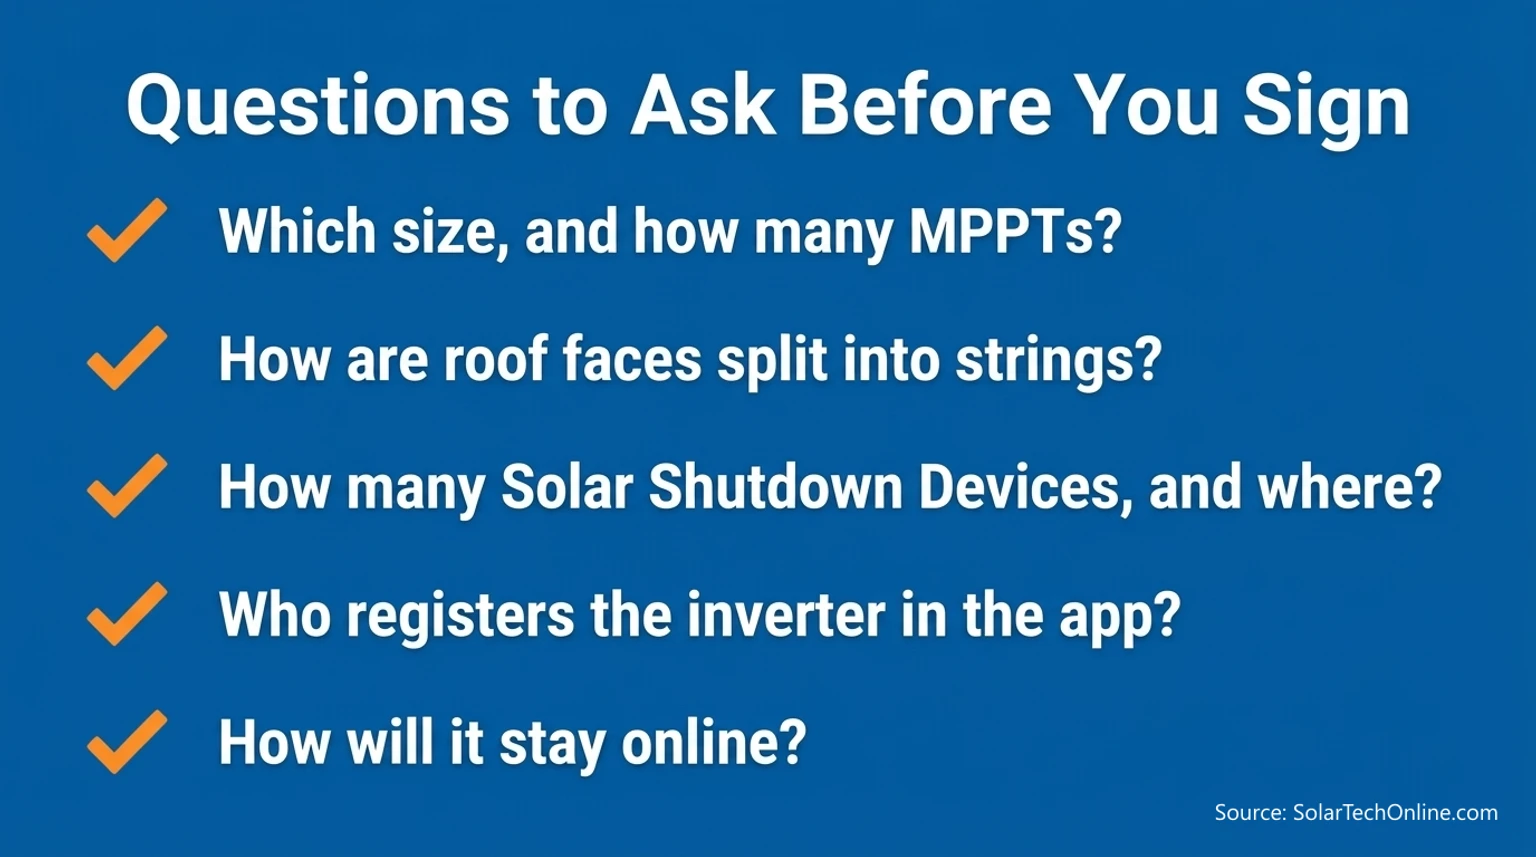 Questions to Ask Before You Sign
Which size, and how many MPPTs?
How are roof faces split into strings?
How many Solar Shutdown Devices, and where?
Who registers the inverter in the app?
How will it stay online?
Source: SolarTechOnline.com